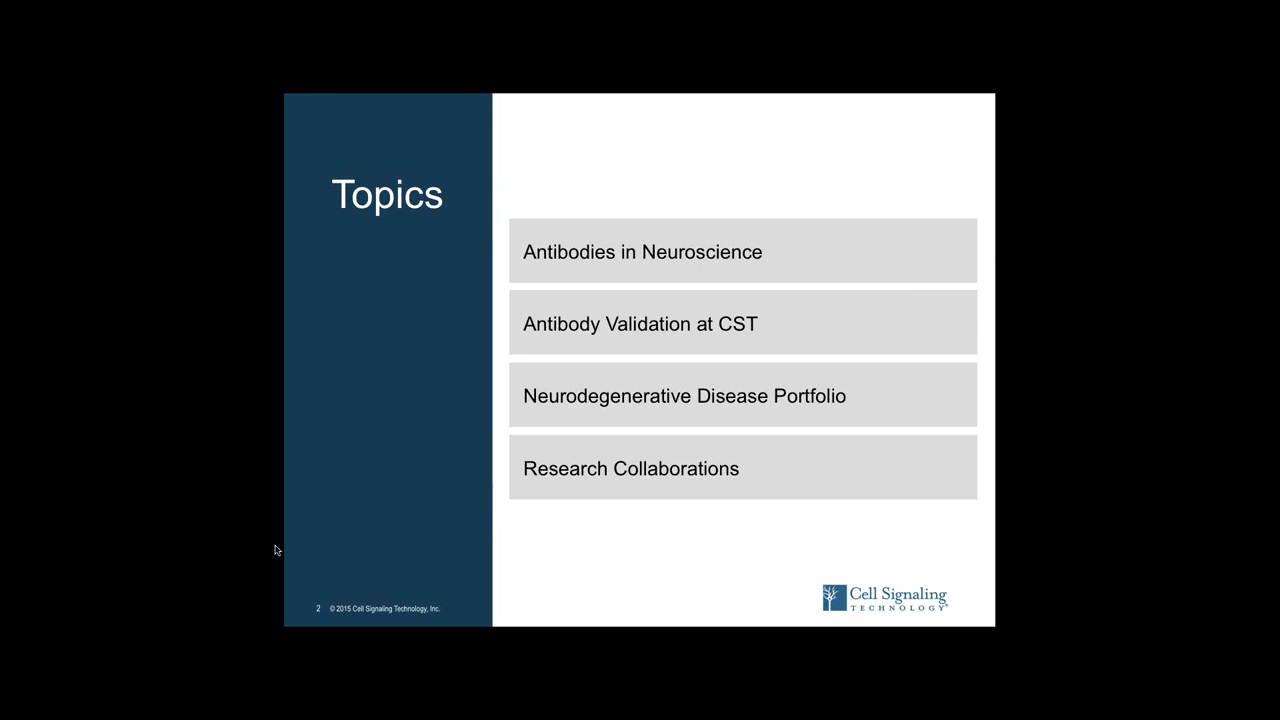 Topics
Antibodies in Neuroscience
Antibody Validation at CST
Neurodegenerative Disease Portfolio
Research Collaborations
2 © 2015 Cell Signaling Technology, Inc.
Cell Signaling
TECHNOLOGY®